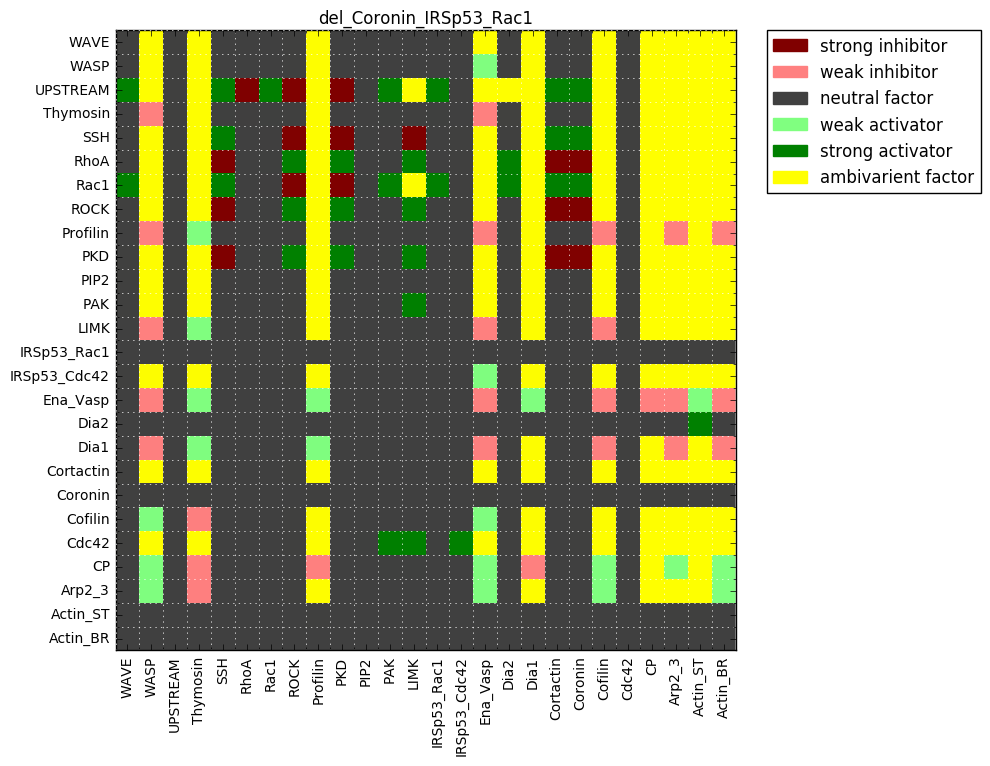 del_Coronin_IRSp53_Rac1
WAVE
WASP
UPSTREAM
Thymosin
SSH
RhoA
Rac1
ROCK
Profilin
PKD
PIP2
PAK
LIMK
IRSp53_Rac1
IRSp53_Cdc42
Ena_Vasp
Dia2
Dia1
Cortactin
Coronin
Cofilin
Cdc42
CP
Arp2_3
Actin_ST
Actin_BR
WAVE
WASP
UPSTREAM
Thymosin
SSH
RhoA
Rac1
ROCK
Profilin
PKD
PIP2
PAK
LIMK
IRSp53_Rac1
IRSp53_Cdc42
Ena_Vasp
Dia2
Dia1
Cortactin
Coronin
Cofilin
Cdc42
CP
Arp2_3
Actin_ST
Actin_BR
strong inhibitor
weak inhibitor
neutral factor
weak activator
strong activator
ambivarient factor